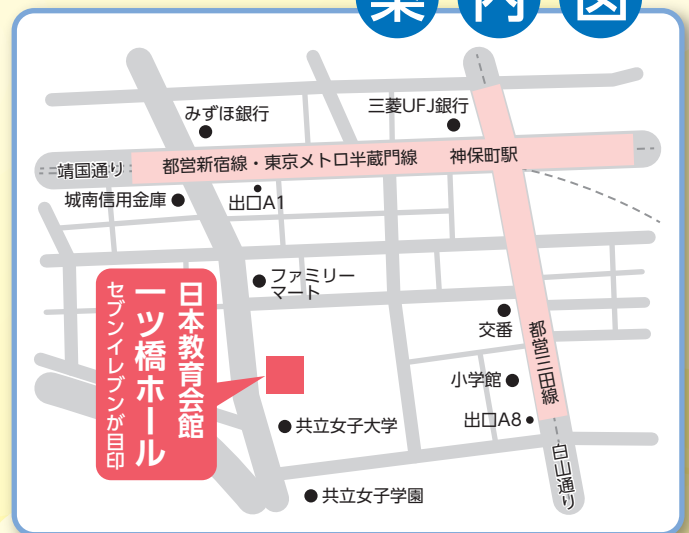 案内図
みずほ銀行
三菱UFJ銀行
靖国通り
都営新宿線・東京メトロ半蔵門線
神保町駅
城南信用金庫
出口A1
ファミリー
マート
日本教育会館
一ツ橋ホール
セブンイレブンが目印
交番
都営三田線
小学館
共立女子大学
出口A8
白山通り
共立女子学園